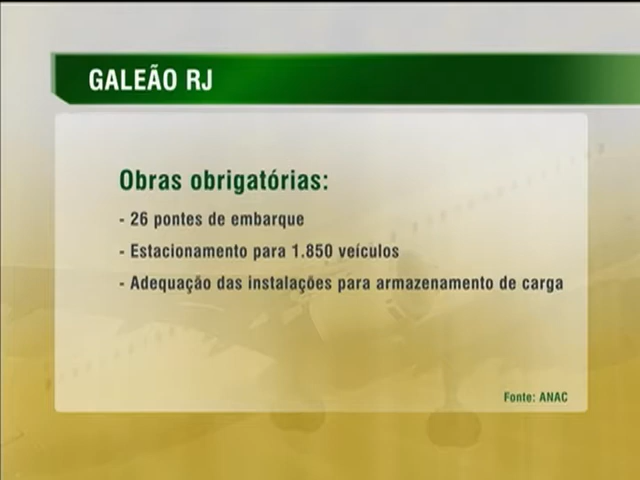 GALEÃO RJ
Obras obrigatórias:
- 26 pontes de embarque
- Estacionamento para 1.850 veículos
- Adequação das instalações para armazenamento de carga
Fonte: ANAC